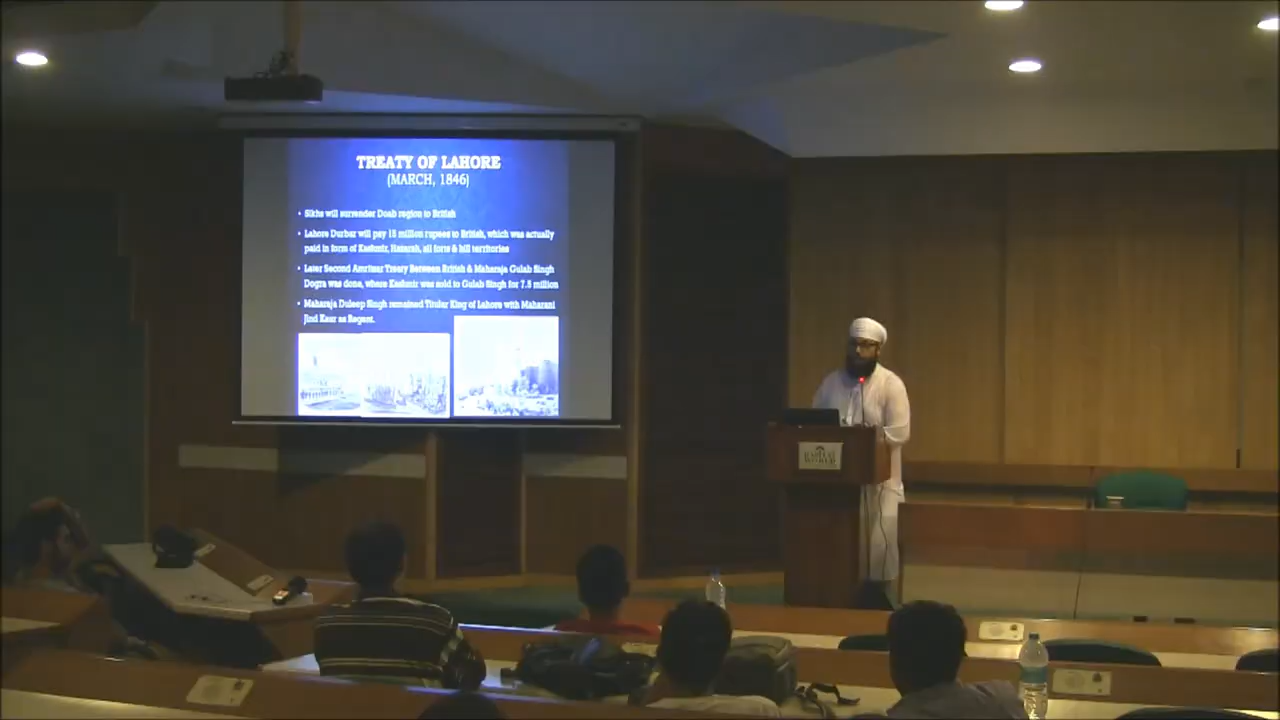 TREATY OF LAHORE
(MARCH, 1846)
• Sikhs will surrender Doab region to British
• Lahore Durbar will pay 15 million rupees to British, which was actually
paid in form of Kashmir, Hazarah, all forts & hill territories
• Later Second Amritsar Treaty Between British & Maharaja Gulab Singh
Dogra was done, where Kashmir was sold to Gulab Singh for 7.5 million
• Maharaja Duleep Singh remained Titular King of Lahore with Maharani
Jind Kaur as Regent.
HABITAT
WORLD